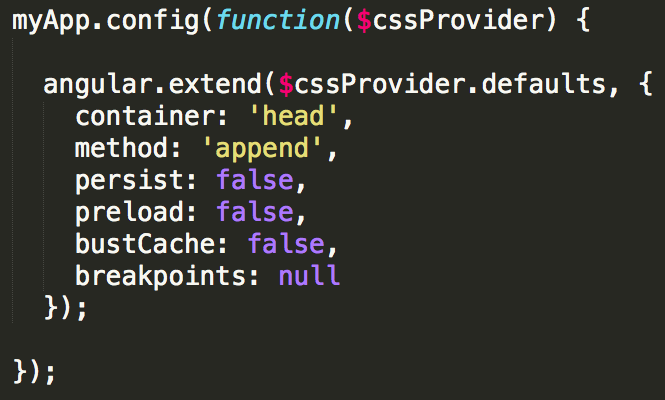 myApp.config(function($cssProvider) {
angular.extend($cssProvider.defaults, {
container: 'head',
method: 'append',
persist: false,
preload: false,
bustCache: false,
breakpoints: null
});
});